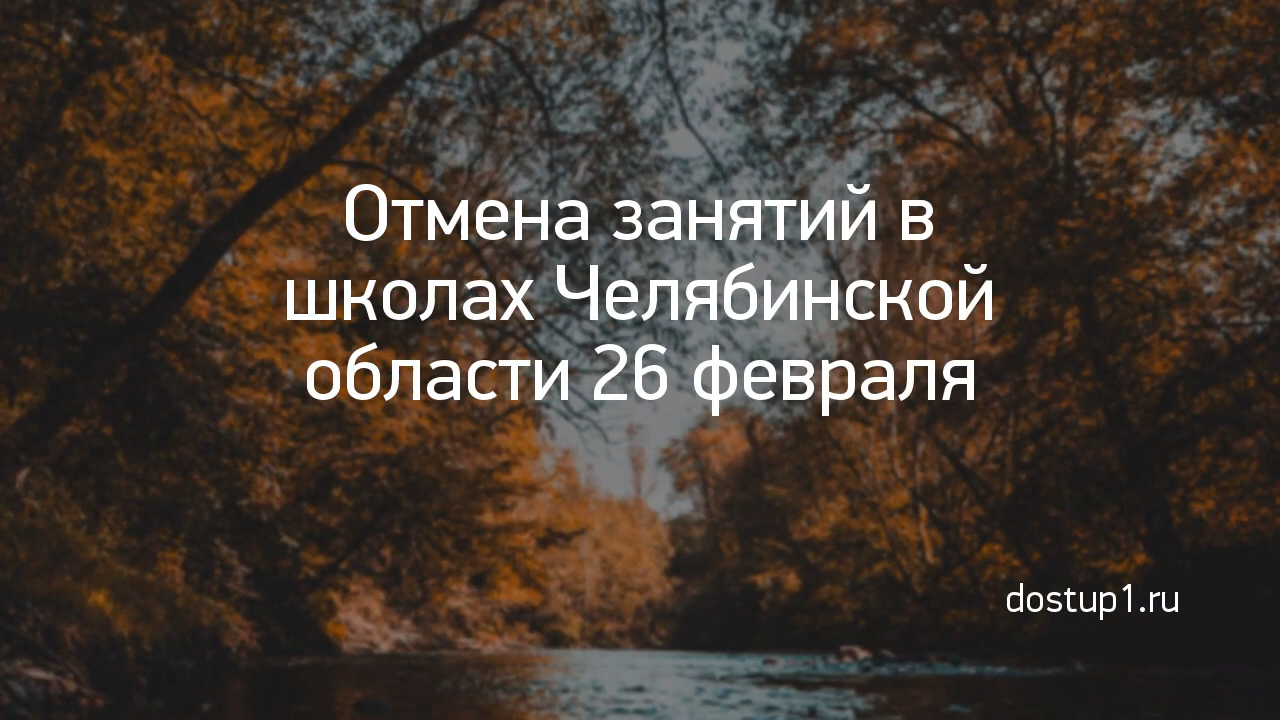 Отмена занятий в
школах Челябинской
области 26 февраля
dostup1.ru